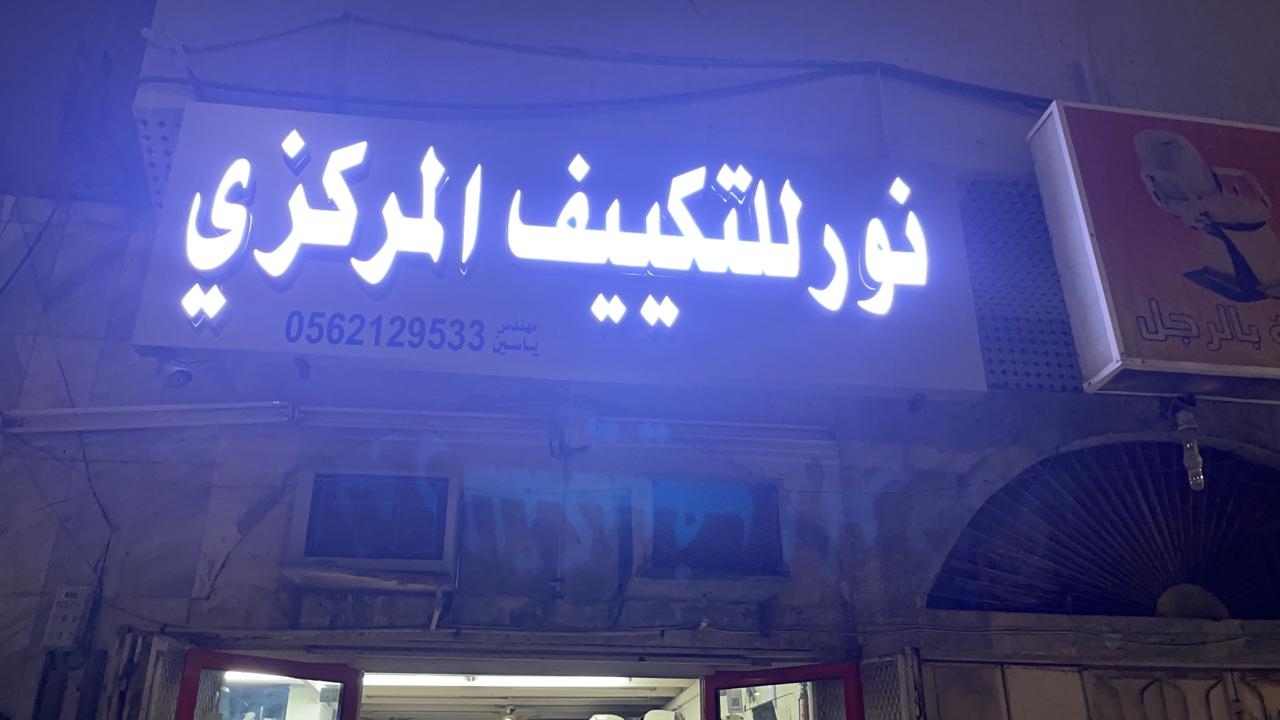 نور للتكييف المركزي
مهندس
ياسين 0562129533
بالرجل